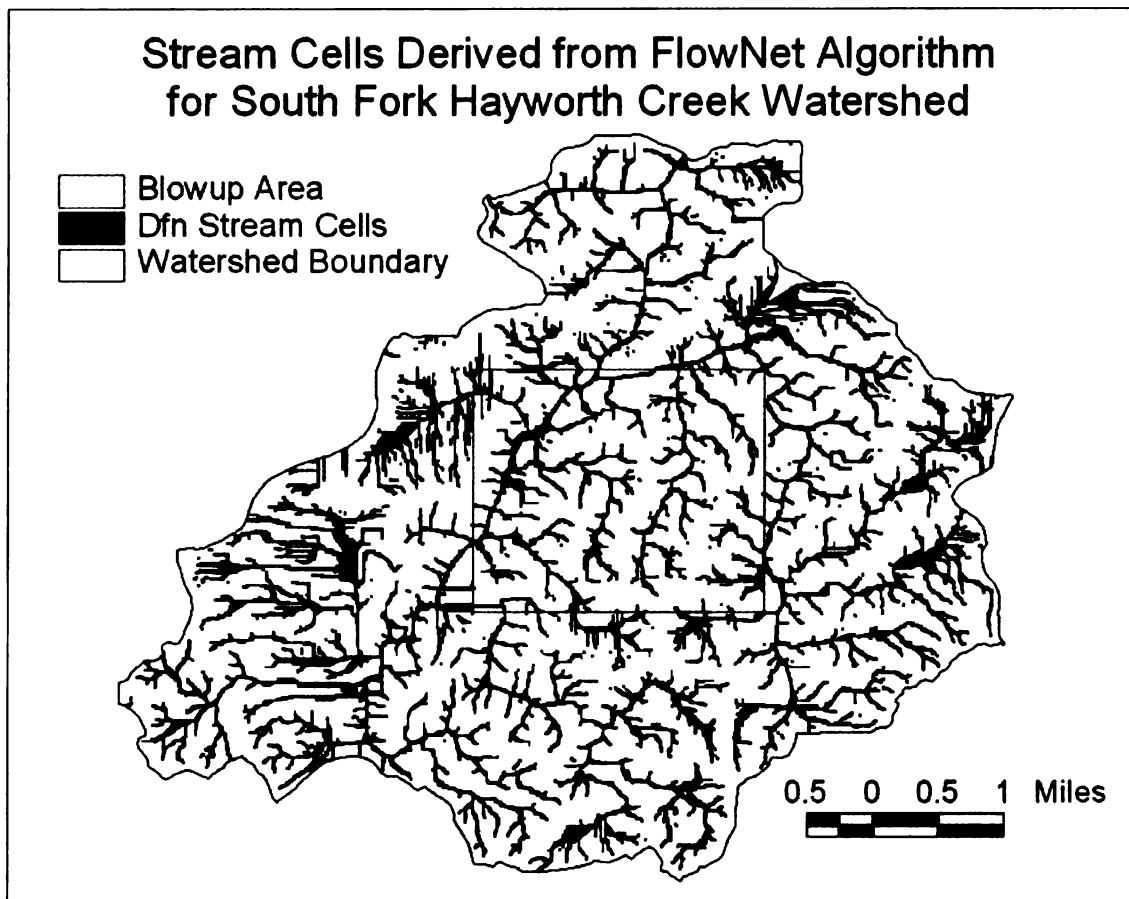 Stream Cells Derived from FlowNet Algorithm
for South Fork Hayworth Creek Watershed
Blowup Area
Dfn Stream Cells
Watershed Boundary
0.5 0 0.5 1 Miles